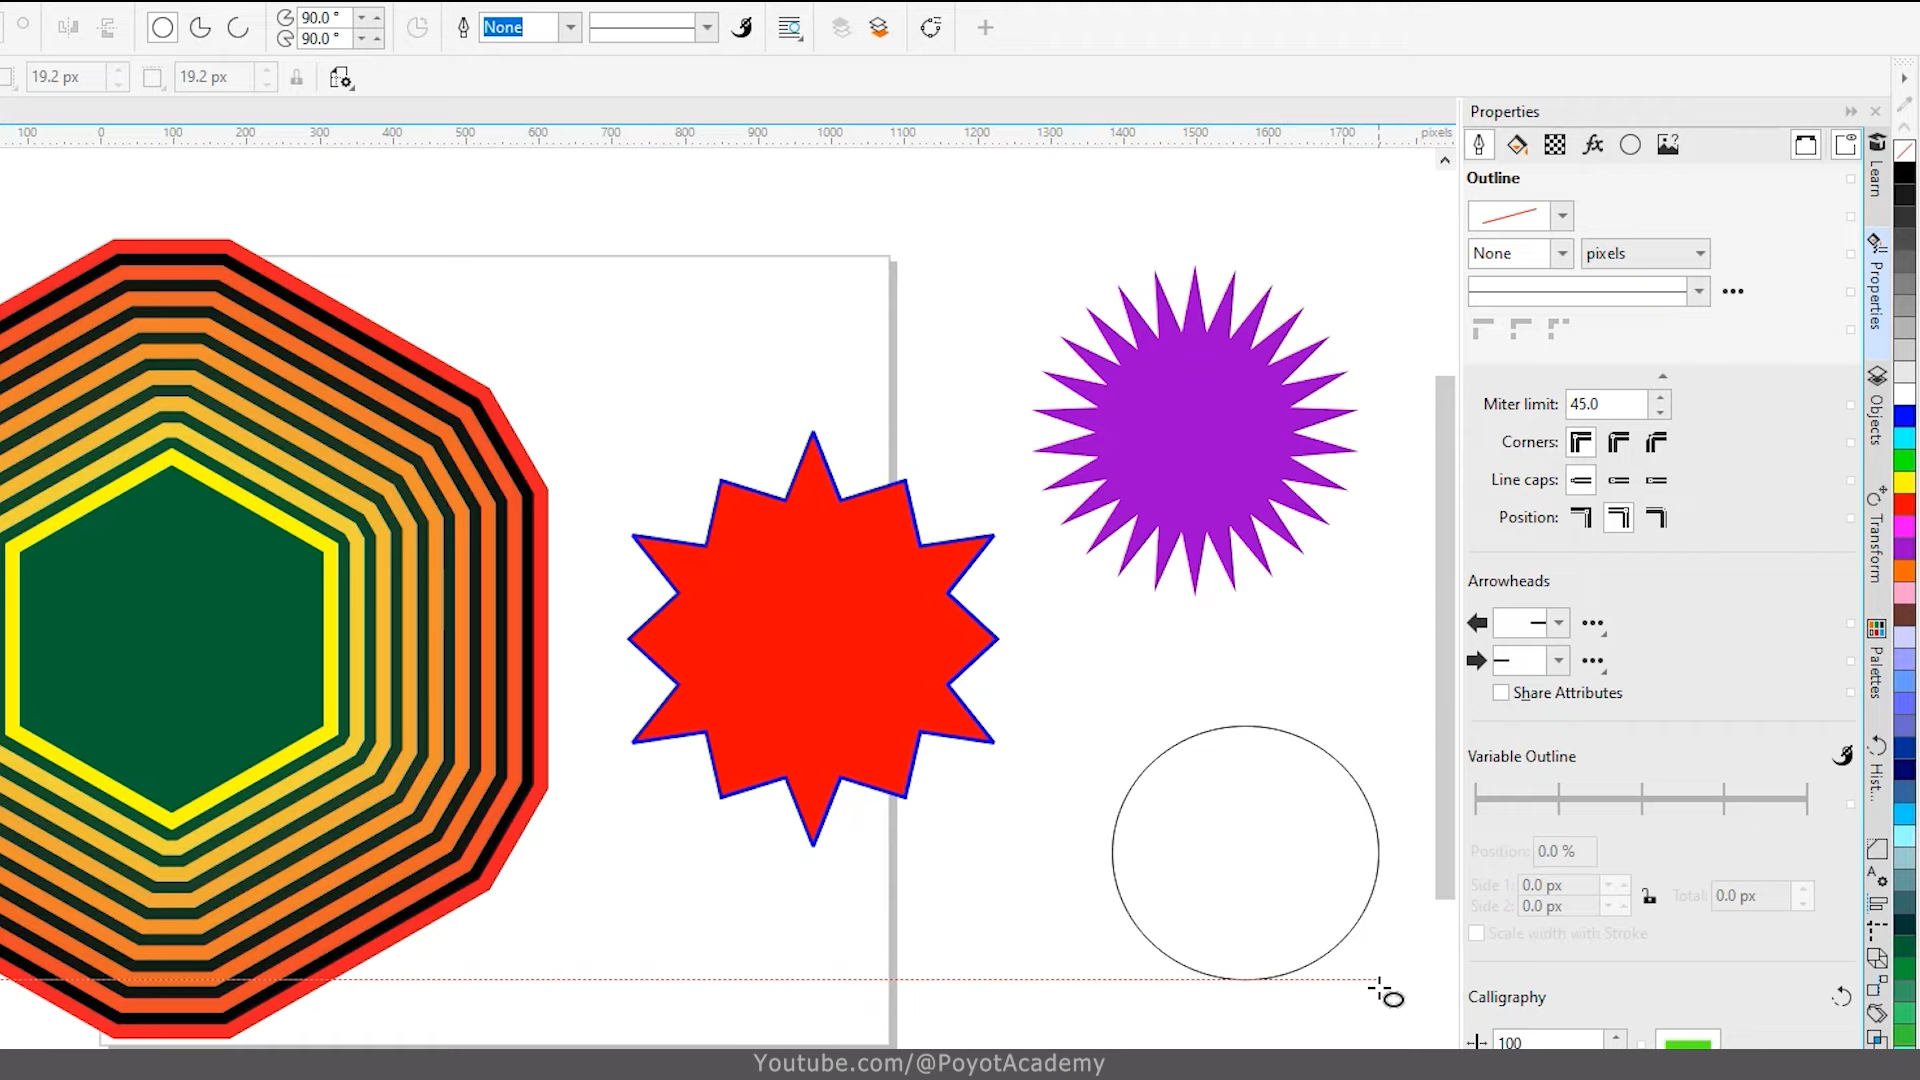 90.0 °
90.0 °
None
19.2 px
19.2 px
100 0 100 200 300 400 500 600 700 800 900 1000 1100 1200 1300 1400 1500 1600 1700 pixels
Properties
Outline
None
pixels
Miter limit: 45.0
Corners:
Line caps:
Position:
Arrowheads
Share Attributes
Variable Outline
Position: 0.0 %
Side 1: 0.0 px
Side 2: 0.0 px
Total: 0.0 px
Scale width with Stroke
Calligraphy
100
Learn
Properties
Objects
Transform
Palettes
Hist...
Youtube.com/@PoyotAcademy